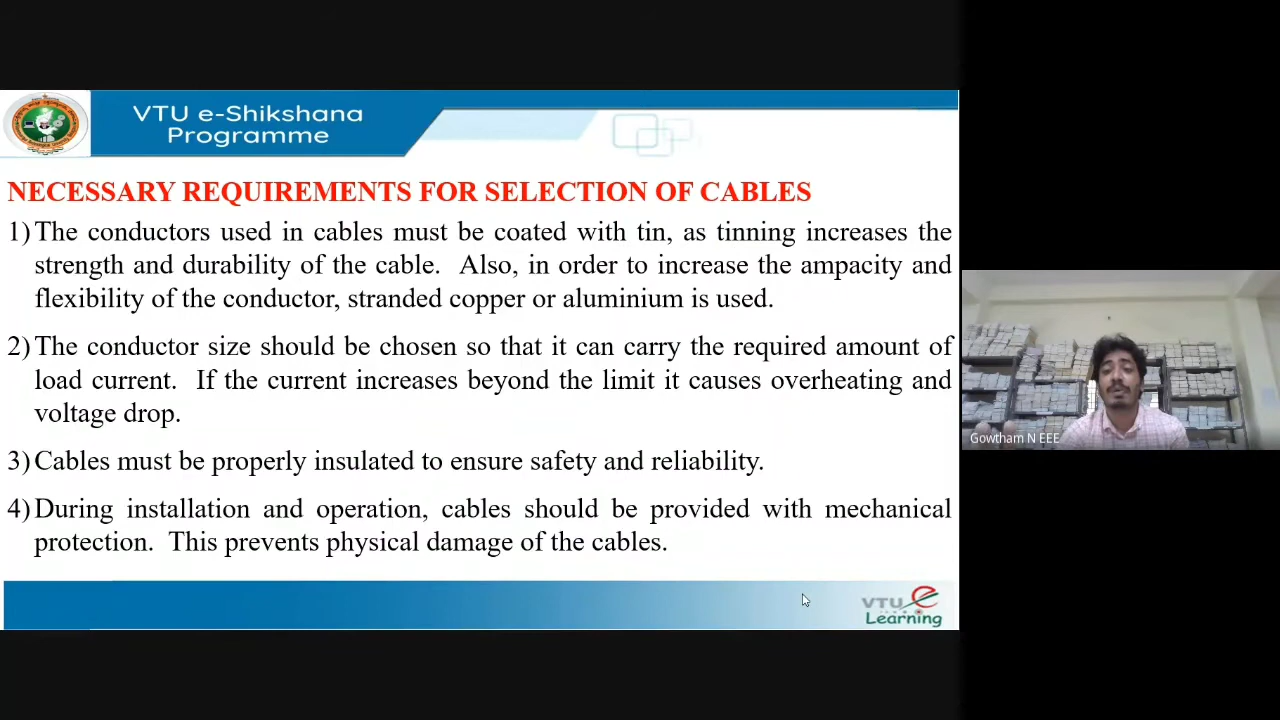 VTU e-Shikshana
Programme
NECESSARY REQUIREMENTS FOR SELECTION OF CABLES
1) The conductors used in cables must be coated with tin, as tinning increases the
strength and durability of the cable. Also, in order to increase the ampacity and
flexibility of the conductor, stranded copper or aluminium is used.
2) The conductor size should be chosen so that it can carry the required amount of
load current. If the current increases beyond the limit it causes overheating and
voltage drop.
3) Cables must be properly insulated to ensure safety and reliability.
4) During installation and operation, cables should be provided with mechanical
protection. This prevents physical damage of the cables.
Gowtham N EEE
VTU e
Learning